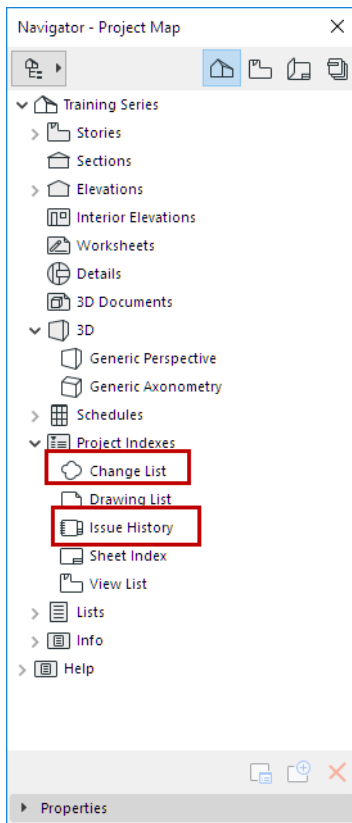 Navigator - Project Map
Training Series
Stories
Sections
Elevations
Interior Elevations
Worksheets
Details
3D Documents
3D
Generic Perspective
Generic Axonometry
Schedules
Project Indexes
Change List
Drawing List
Issue History
Sheet Index
View List
Lists
Info
Help
Properties